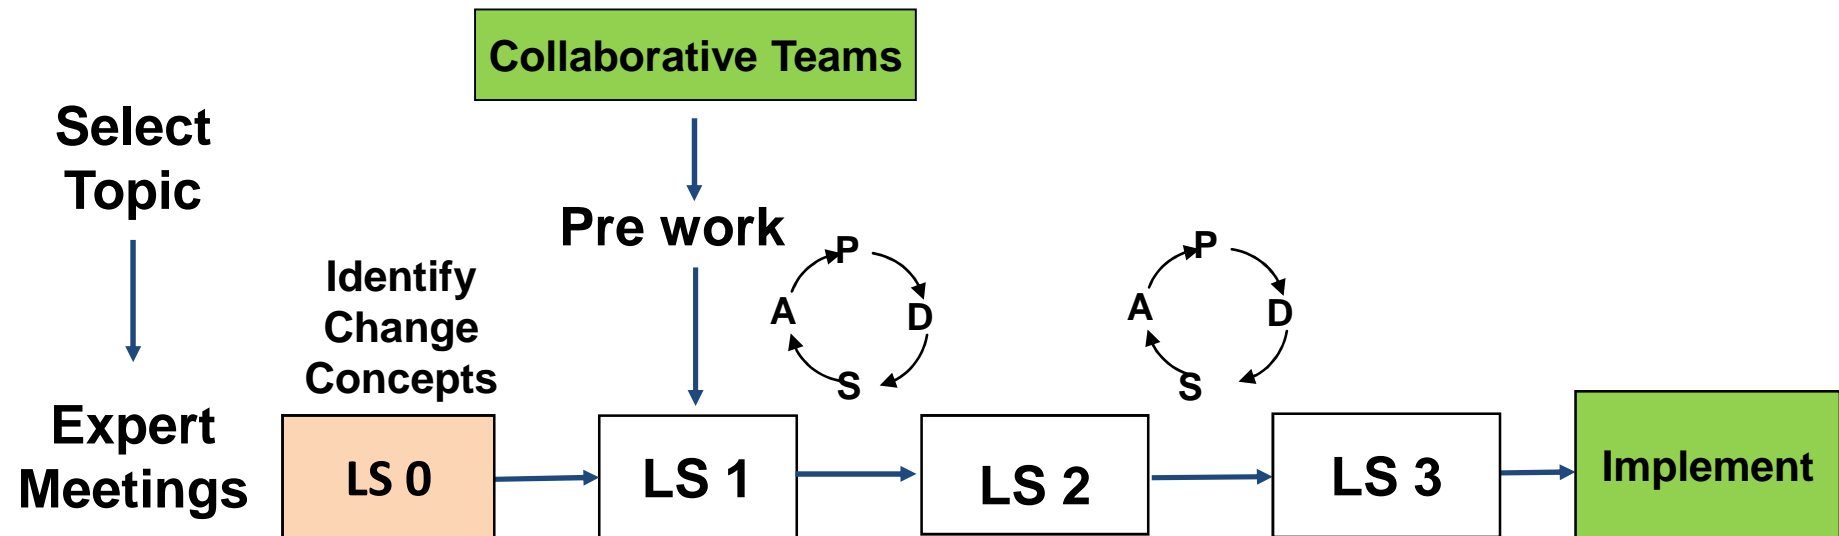 Collaborative Teams
Select
Topic
Pre work
Identify
Change
Concepts
P
A
D
S
P
A
D
S
Expert
Meetings
LS 0
LS 1
LS 2
LS 3
Implement